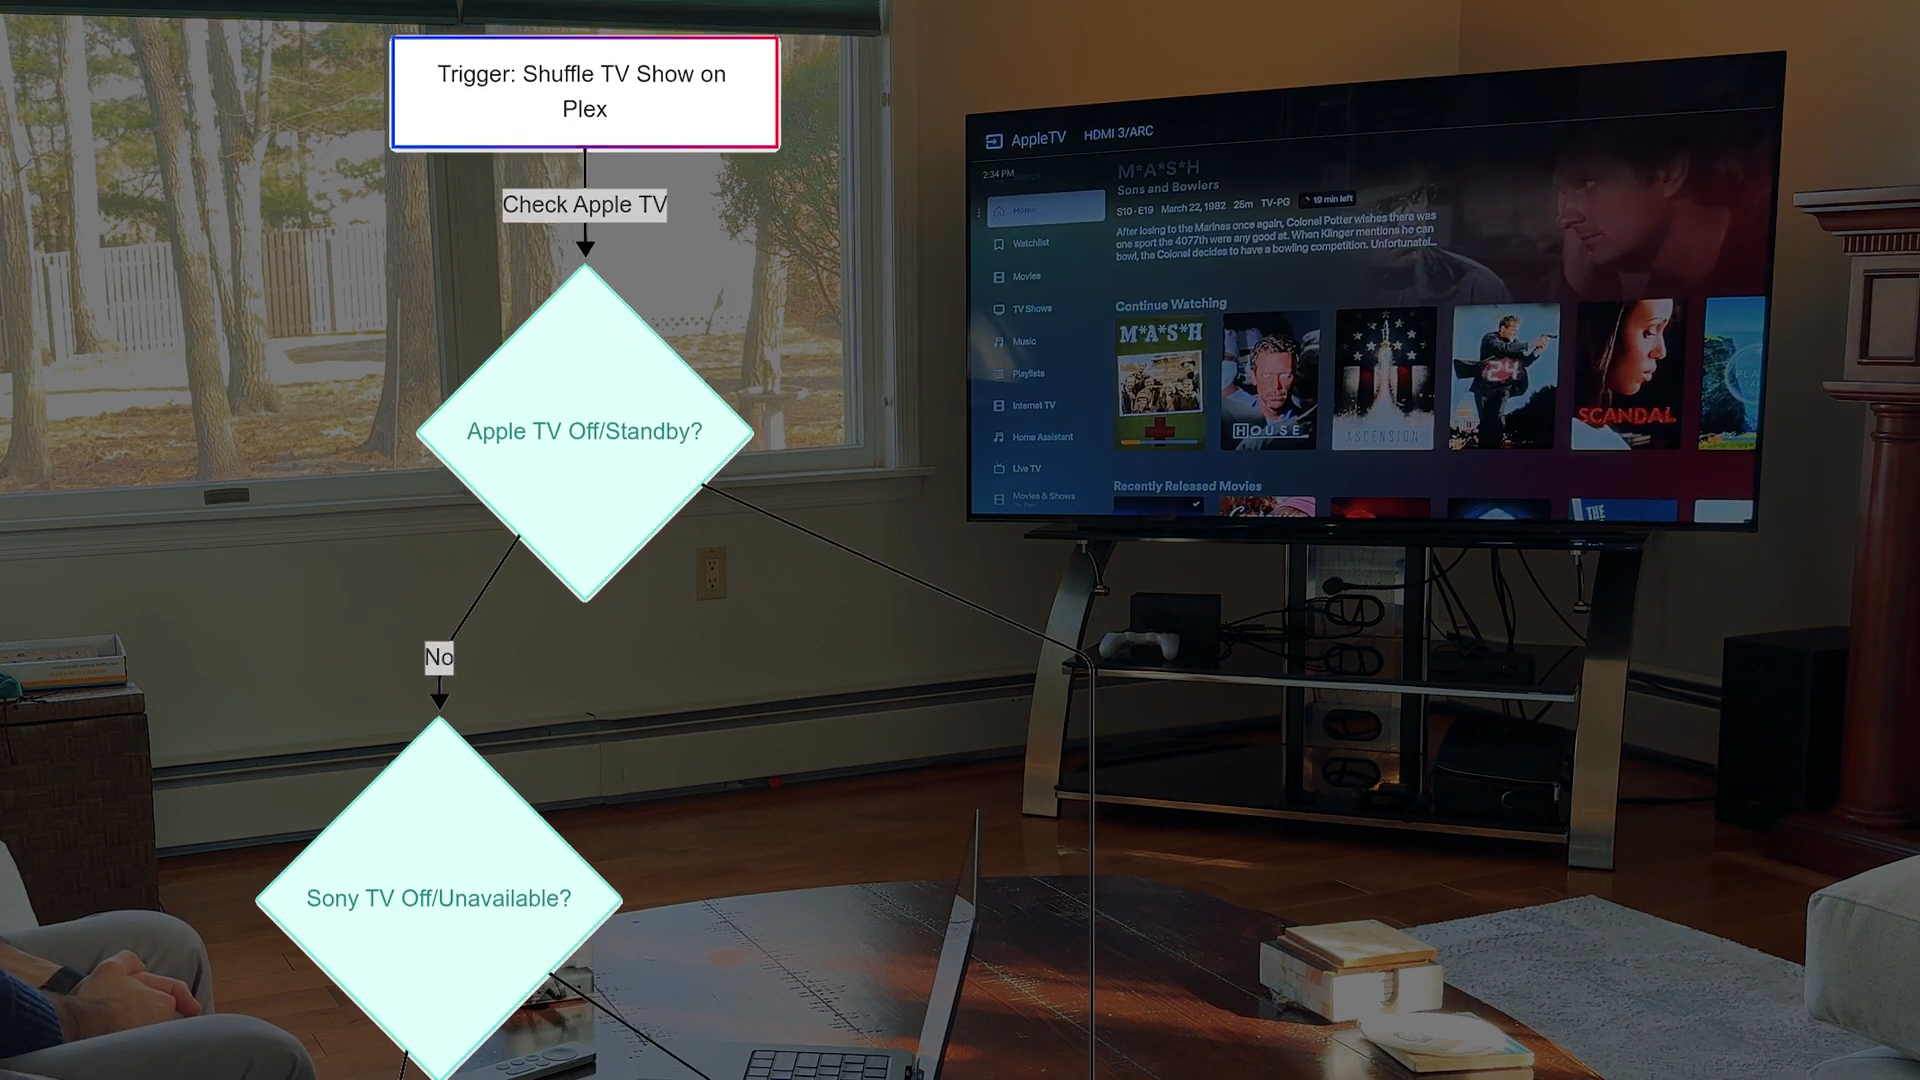 Trigger: Shuffle TV Show on
Plex
Check Apple TV
Apple TV Off/Standby?
No
Sony TV Off/Unavailable?
AppleTV HDMI 3/ARC
2:34 PM
Search
Home
Watchlist
Movies
TV Shows
Music
Playlists
Internet TV
Home Assistant
Live TV
Movies & Shows
On Plex
M*A*S*H
Sons and Bowlers
S10 · E19 March 22, 1982 25m TV-PG 19 min left
After losing to the Marines once again, Colonel Potter wishes there was
one sport the 4077th were any good at. When Klinger mentions he can
bowl, the Colonel decides to have a bowling competition. Unfortunatel...
Continue Watching
M*A*S*H
HOUSE
ASCENSION
24
SCANDAL
Recently Released Movies
THE